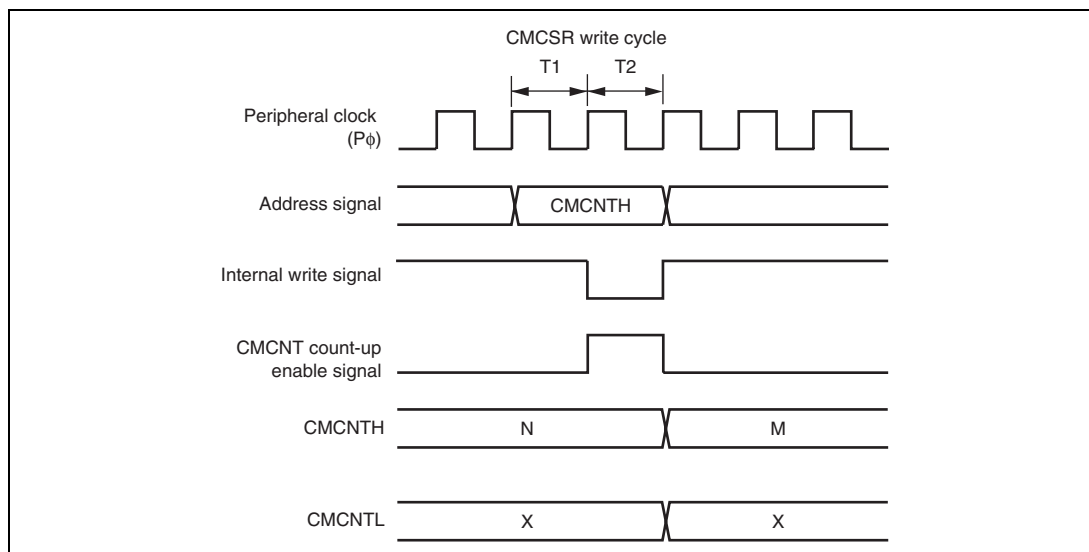 CMCSR write cycle
T1 T2
Peripheral clock
(Pϕ)
Address signal
CMCNTH
Internal write signal
CMCNT count-up
enable signal
CMCNTH
N M
CMCNTL
X X